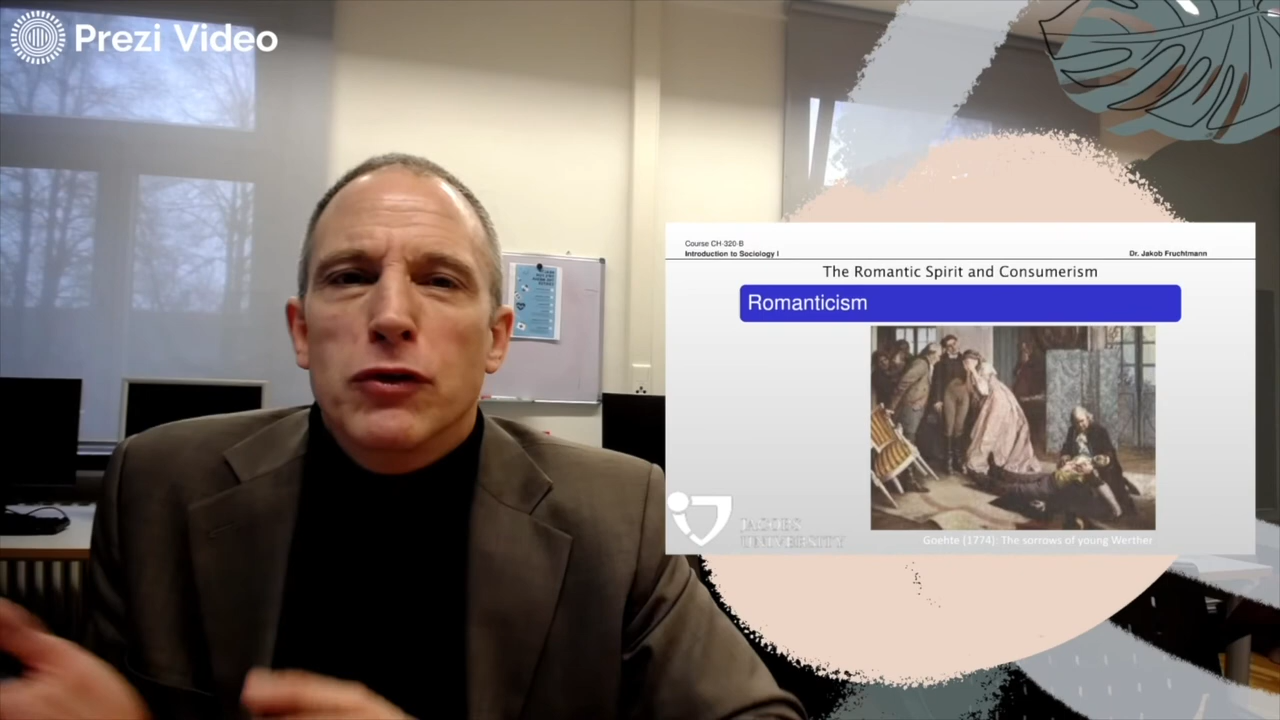 Prezi Video
Course CH-320-B
Introduction to Sociology I
Dr. Jakob Fruchtmann
The Romantic Spirit and Consumerism
Romanticism
JACOBS
UNIVERSITY
Goehte (1774): The sorrows of young Werther